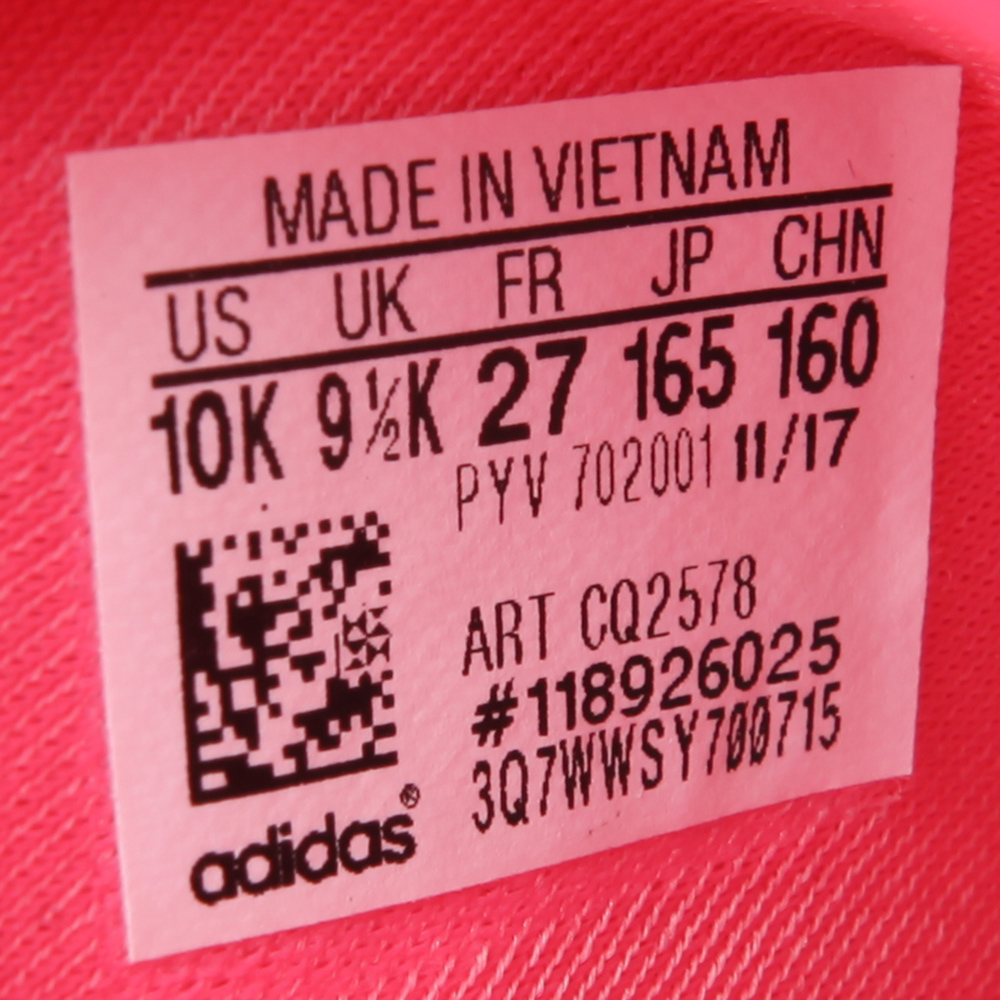 MADE IN VIETNAM
US UK FR JP CHN
10K 9½K 27 165 160
PYV 702001 11/17
ART CQ2578
#118926025
3Q7WWSY700715
adidas®